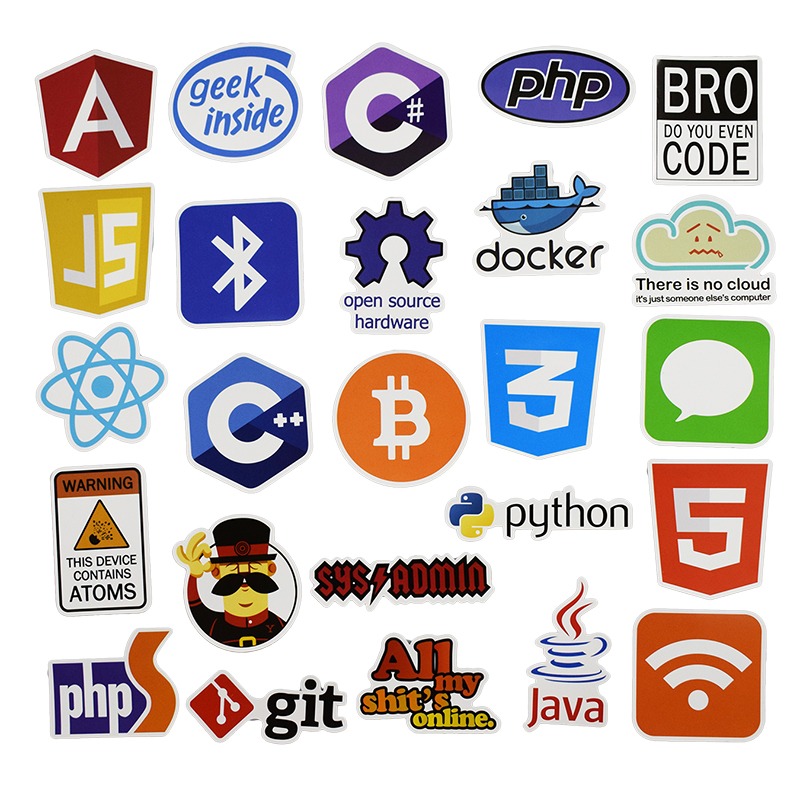 A
geek
inside
C#
php
BRO
DO YOU EVEN
CODE
JS
open source
hardware
docker
There is no cloud
it's just someone else's computer
C++
B
3
WARNING
THIS DEVICE
CONTAINS
ATOMS
python
5
SYS ADMIN
phpS
git
All
my
shit's
online.
Java